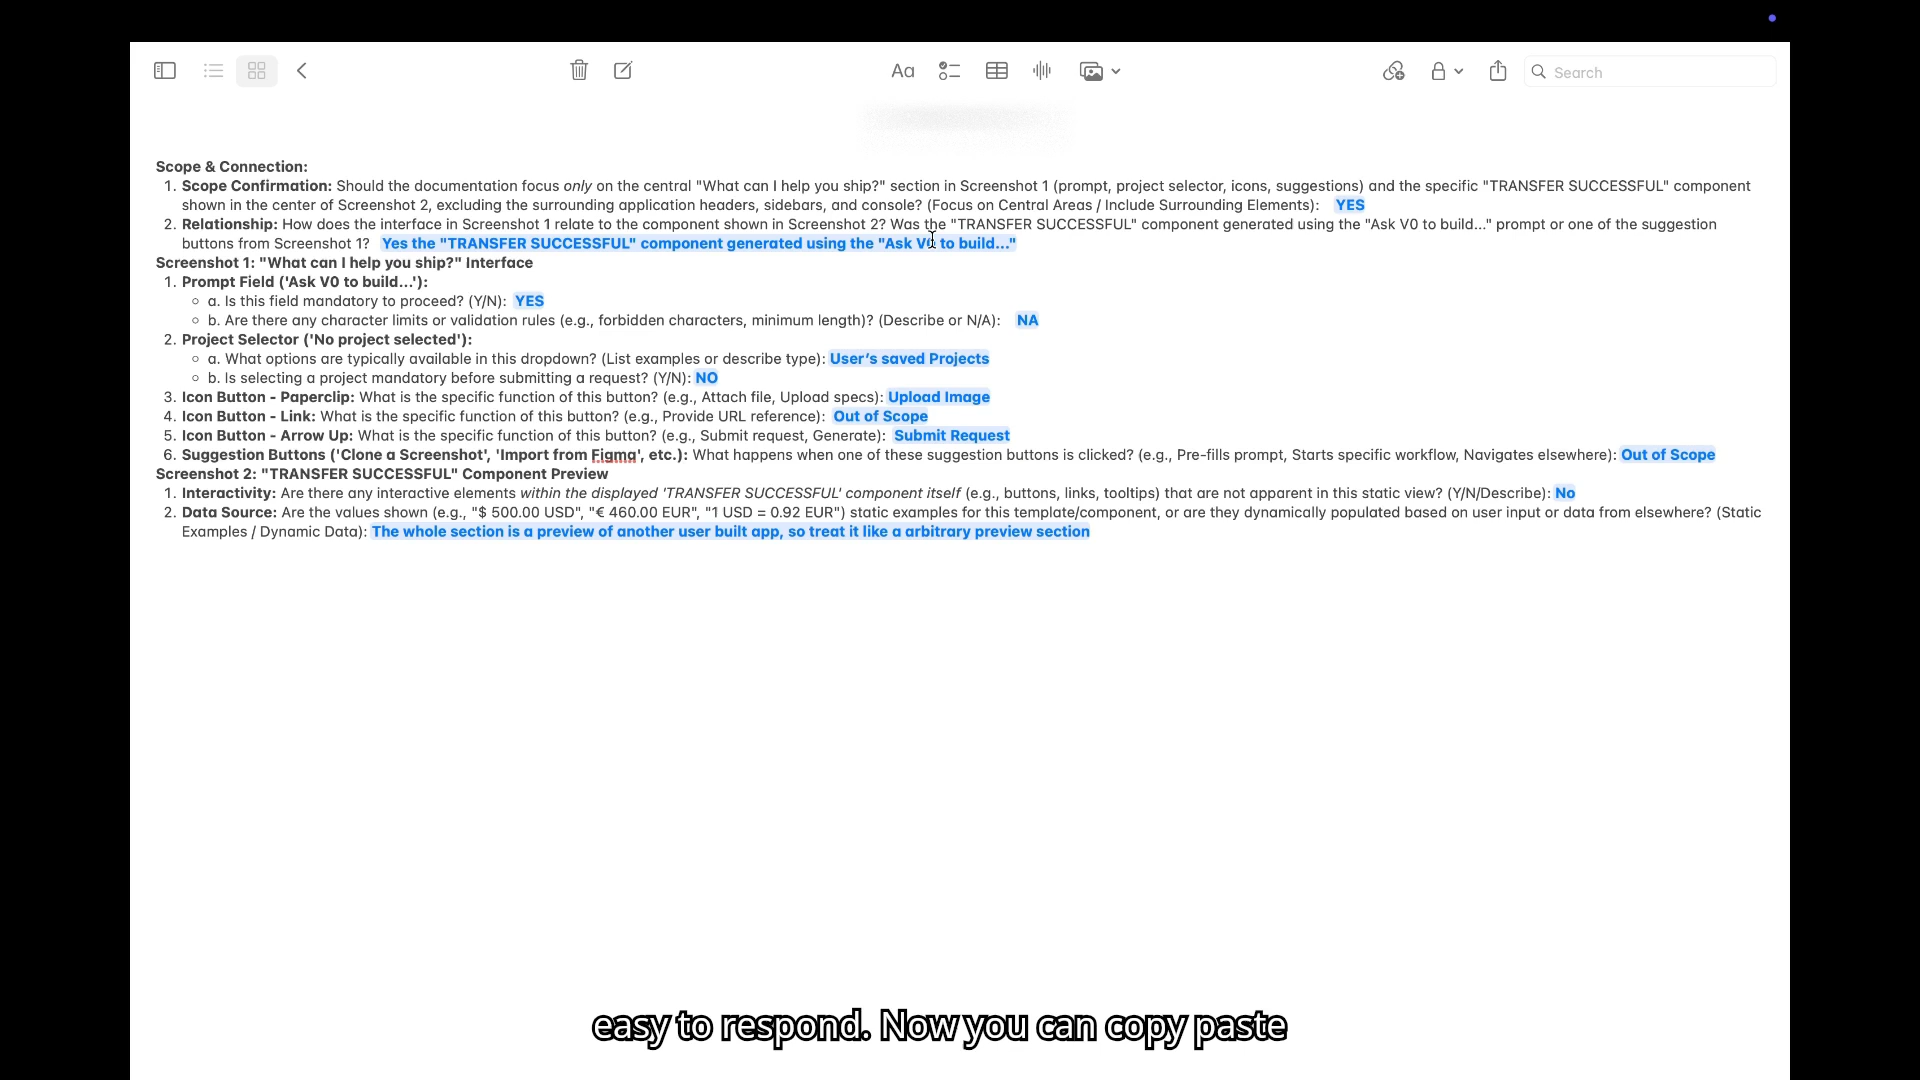 Search
Scope & Connection:
1. Scope Confirmation: Should the documentation focus only on the central "What can I help you ship?" section in Screenshot 1 (prompt, project selector, icons, suggestions) and the specific "TRANSFER SUCCESSFUL" component
shown in the center of Screenshot 2, excluding the surrounding application headers, sidebars, and console? (Focus on Central Areas / Include Surrounding Elements): YES
2. Relationship: How does the interface in Screenshot 1 relate to the component shown in Screenshot 2? Was the "TRANSFER SUCCESSFUL" component generated using the "Ask V0 to build..." prompt or one of the suggestion
buttons from Screenshot 1? Yes the "TRANSFER SUCCESSFUL" component generated using the "Ask V0 to build..."
Screenshot 1: "What can I help you ship?" Interface
1. Prompt Field ('Ask V0 to build...'):
◦ a. Is this field mandatory to proceed? (Y/N): YES
◦ b. Are there any character limits or validation rules (e.g., forbidden characters, minimum length)? (Describe or N/A): NA
2. Project Selector ('No project selected'):
◦ a. What options are typically available in this dropdown? (List examples or describe type): User’s saved Projects
◦ b. Is selecting a project mandatory before submitting a request? (Y/N): NO
3. Icon Button - Paperclip: What is the specific function of this button? (e.g., Attach file, Upload specs): Upload Image
4. Icon Button - Link: What is the specific function of this button? (e.g., Provide URL reference): Out of Scope
5. Icon Button - Arrow Up: What is the specific function of this button? (e.g., Submit request, Generate): Submit Request
6. Suggestion Buttons ('Clone a Screenshot', 'Import from Figma', etc.): What happens when one of these suggestion buttons is clicked? (e.g., Pre-fills prompt, Starts specific workflow, Navigates elsewhere): Out of Scope
Screenshot 2: "TRANSFER SUCCESSFUL" Component Preview
1. Interactivity: Are there any interactive elements within the displayed 'TRANSFER SUCCESSFUL' component itself (e.g., buttons, links, tooltips) that are not apparent in this static view? (Y/N/Describe): No
2. Data Source: Are the values shown (e.g., "$ 500.00 USD", "€ 460.00 EUR", "1 USD = 0.92 EUR") static examples for this template/component, or are they dynamically populated based on user input or data from elsewhere? (Static
Examples / Dynamic Data): The whole section is a preview of another user built app, so treat it like a arbitrary preview section
easy to respond. Now you can copy paste